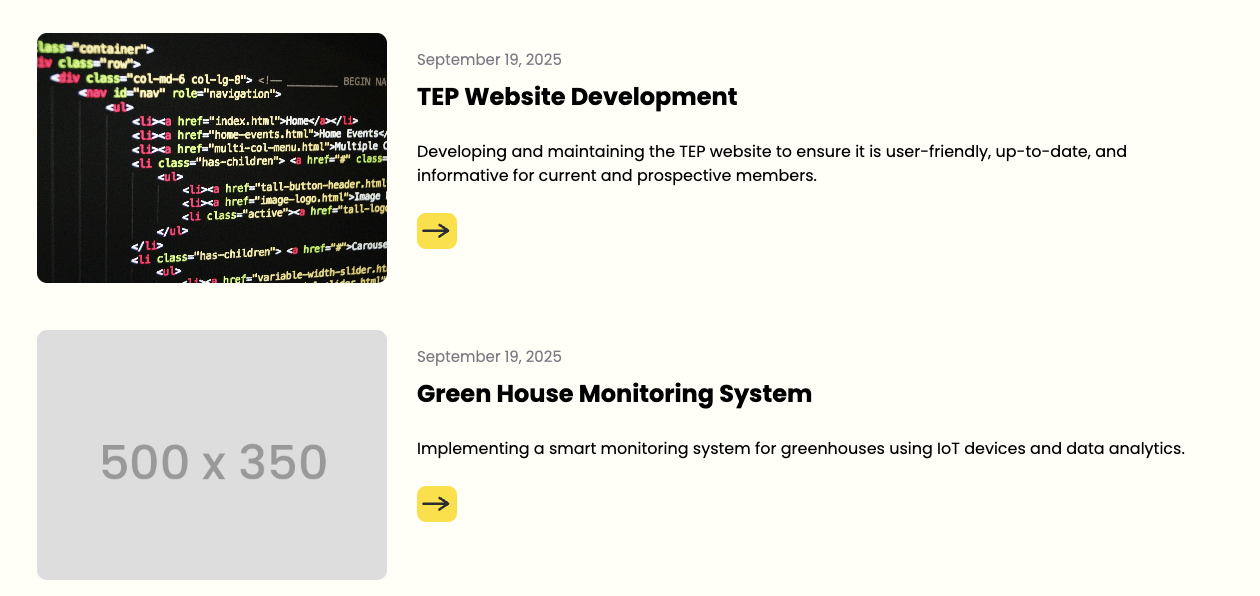 lass="container">
iv class="row">
<div class="col-md-6 col-lg-8"> <!-- ________ BEGIN NA
<nav id="nav" role="navigation">
<ul>
<li><a href="index.html">Home</a></li>
<li><a href="home-events.html">Home Events</
<li><a href="multi-col-menu.html">Multiple C
<li class="has-children"> <a href="#" class=
<ul>
<li><a href="tall-button-header.html
<li><a href="image-logo.html">Image
<li class="active"><a href="tall-logo
</ul>
</li>
<li class="has-children"> <a href="#">Carouse
<ul>
<li><a href="variable-width-slider.ht
slider.html"
September 19, 2025
TEP Website Development
Developing and maintaining the TEP website to ensure it is user-friendly, up-to-date, and
informative for current and prospective members.
500 x 350
September 19, 2025
Green House Monitoring System
Implementing a smart monitoring system for greenhouses using IoT devices and data analytics.